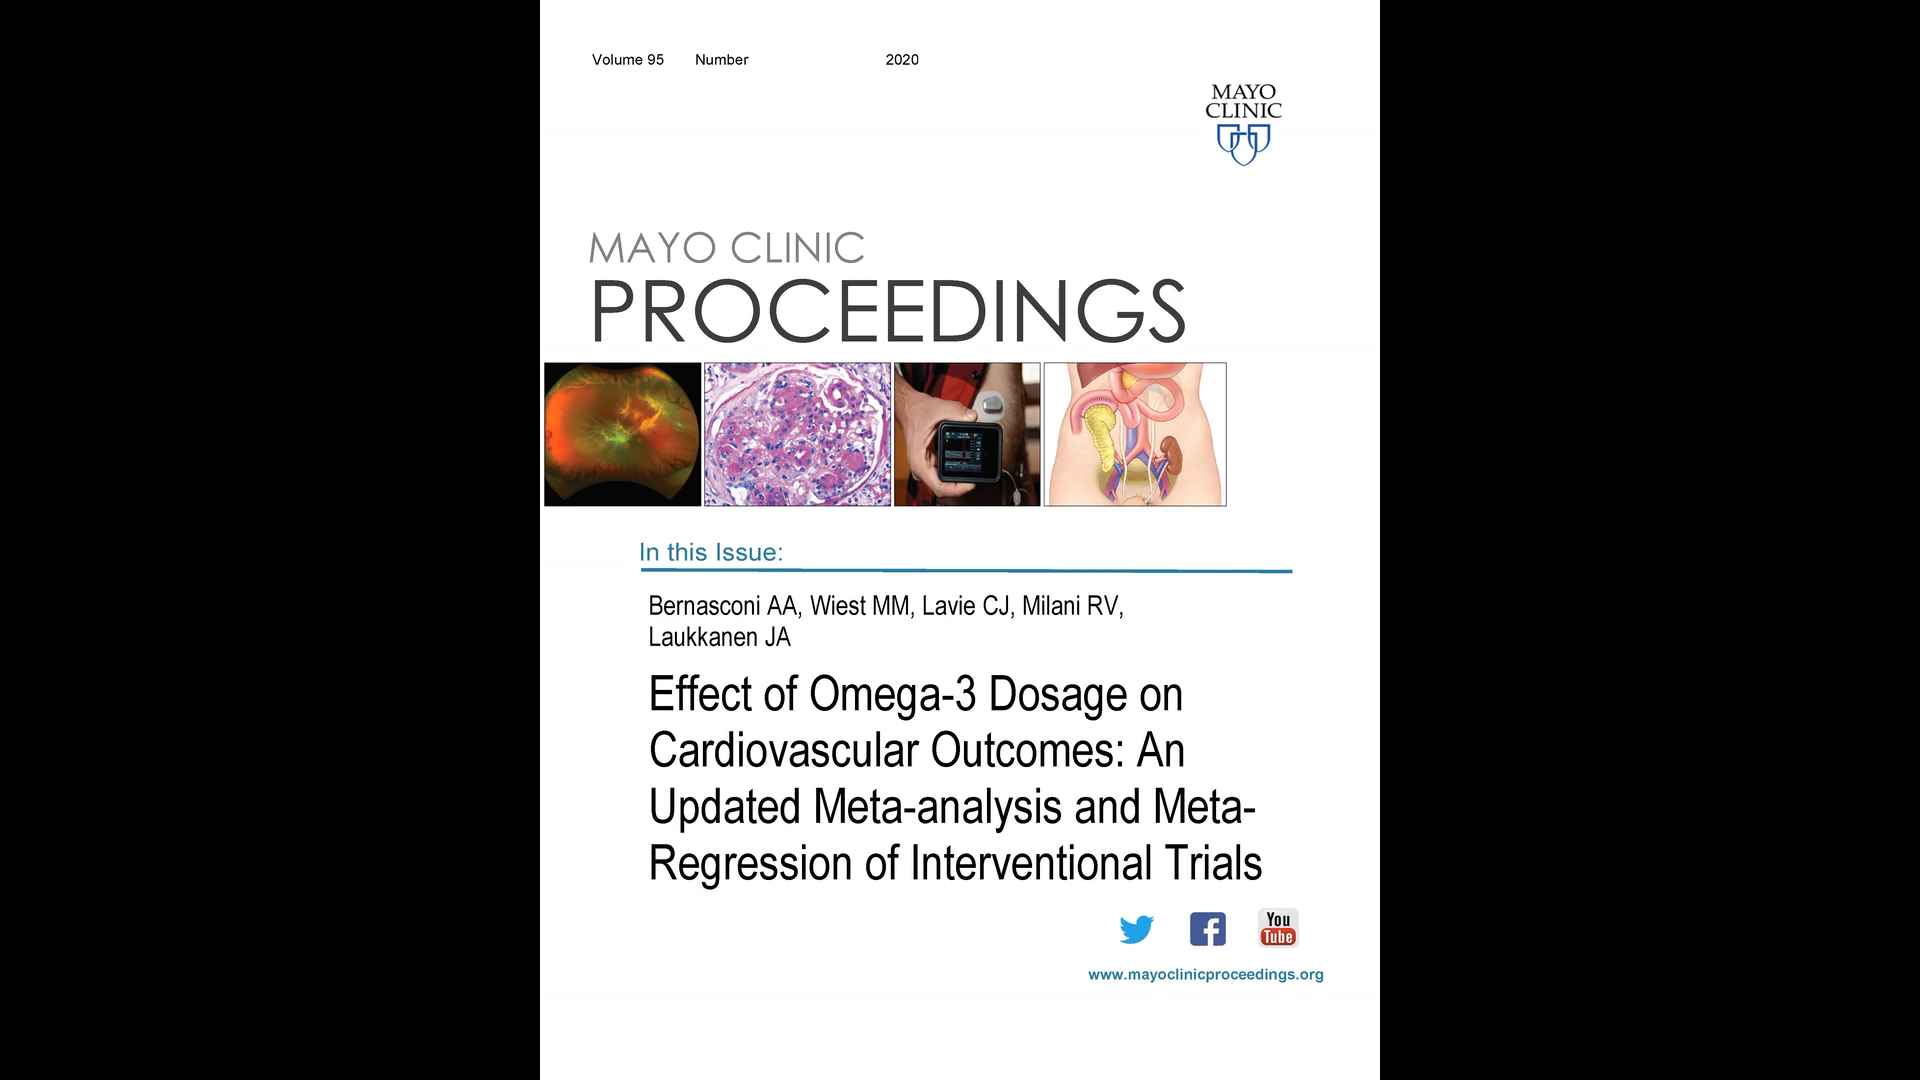 Volume 95 Number 2020
MAYO
CLINIC
MAYO CLINIC
PROCEEDINGS
In this Issue:
Bernasconi AA, Wiest MM, Lavie CJ, Milani RV,
Laukkanen JA
Effect of Omega-3 Dosage on
Cardiovascular Outcomes: An
Updated Meta-analysis and Meta-
Regression of Interventional Trials
You
Tube
www.mayoclinicproceedings.org